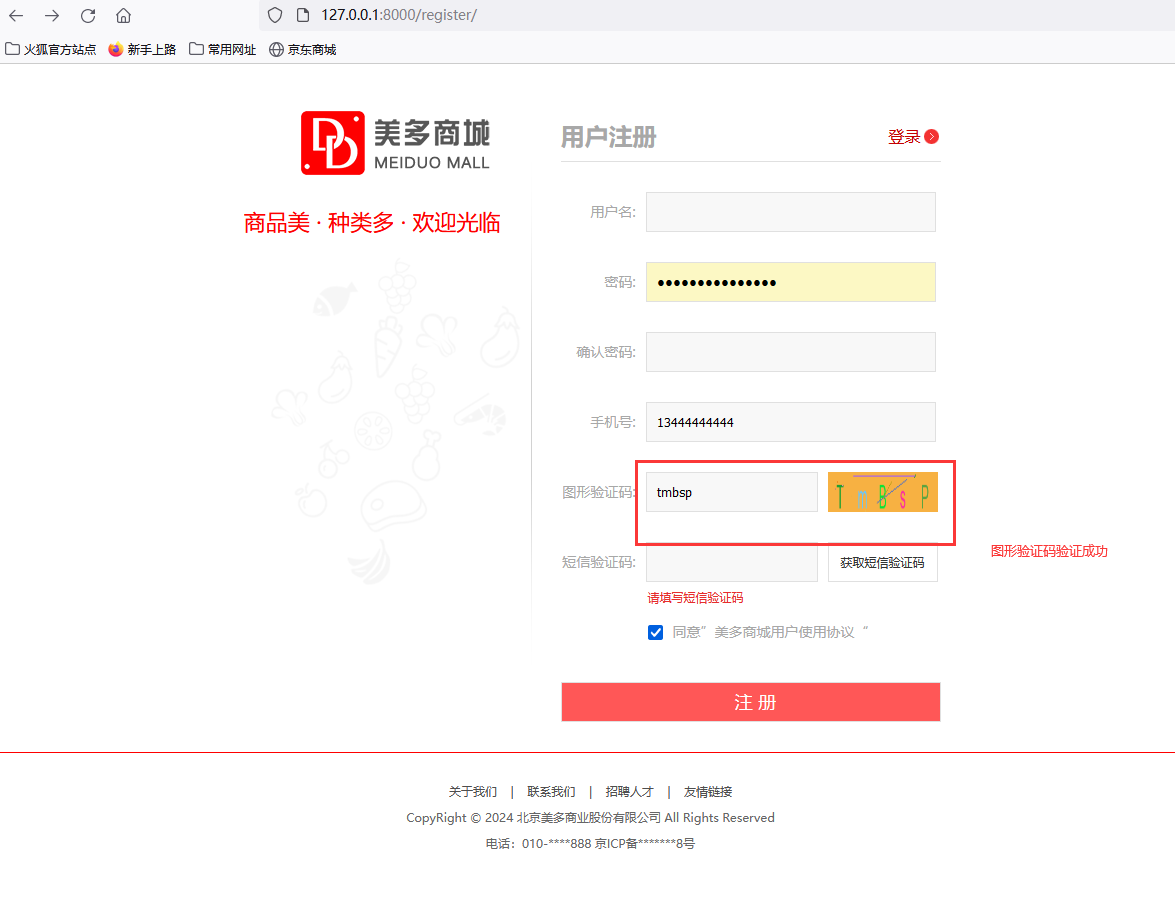 127.0.0.1:8000/register/
火狐官方站点 新手上路 常用网址 京东商城
DD 美多商城
MEIDUO MALL
商品美 · 种类多 · 欢迎光临
用户注册 登录
用户名:
密码: •••••••••••••••
确认密码:
手机号: 13444444444
图形验证码: tmbsp TmBsP
短信验证码: 获取短信验证码
图形验证码验证成功
请填写短信验证码
同意”美多商城用户使用协议“
注 册
关于我们 | 联系我们 | 招聘人才 | 友情链接
CopyRight © 2024 北京美多商业股份有限公司 All Rights Reserved
电话：010-****888 京ICP备*******8号